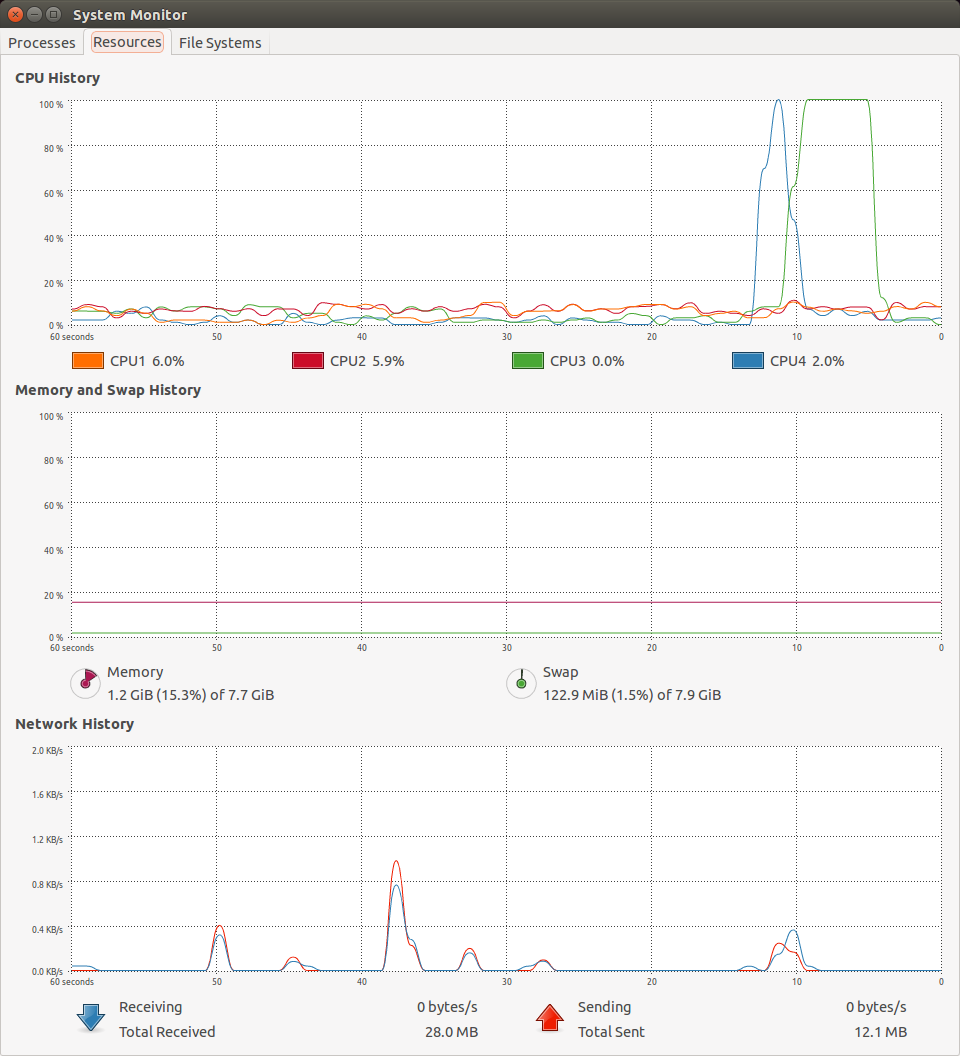 System Monitor
Processes Resources File Systems
CPU History
100 %
80 %
60 %
40 %
20 %
0 %
60 seconds 50 40 30 20 10 0
CPU1 6.0% CPU2 5.9% CPU3 0.0% CPU4 2.0%
Memory and Swap History
100 %
80 %
60 %
40 %
20 %
0 %
60 seconds 50 40 30 20 10 0
Memory Swap
1.2 GiB (15.3%) of 7.7 GiB 122.9 MiB (1.5%) of 7.9 GiB
Network History
2.0 KB/s
1.6 KB/s
1.2 KB/s
0.8 KB/s
0.4 KB/s
0.0 KB/s
60 seconds 50 40 30 20 10 0
Receiving 0 bytes/s Sending 0 bytes/s
Total Received 28.0 MB Total Sent 12.1 MB